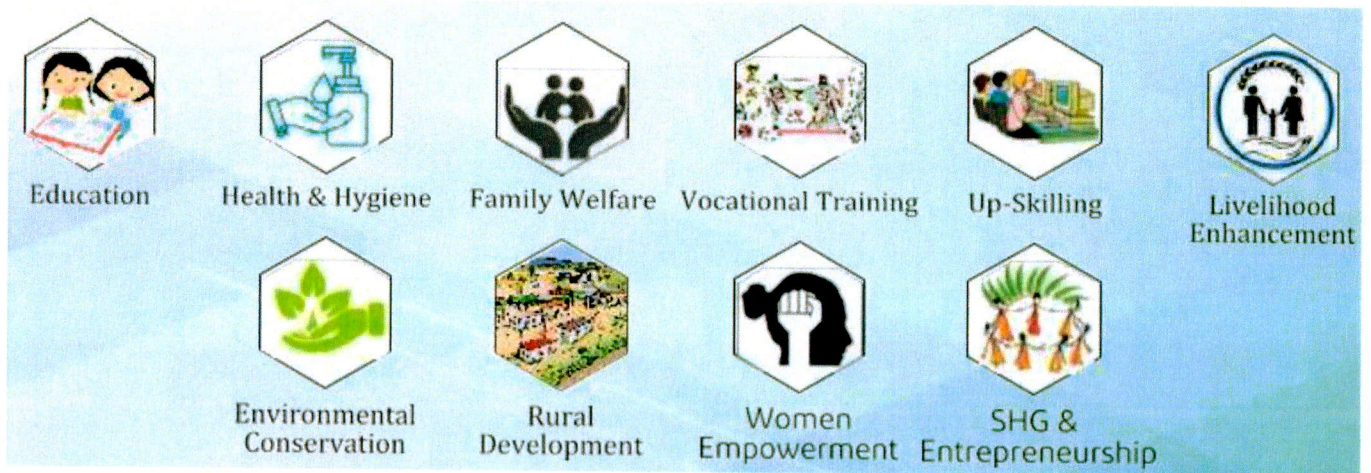 Education
Health & Hygiene
Family Welfare
Vocational Training
Up-Skilling
Livelihood
Enhancement
Environmental
Conservation
Rural
Development
Women
Empowerment
SHG &
Entrepreneurship